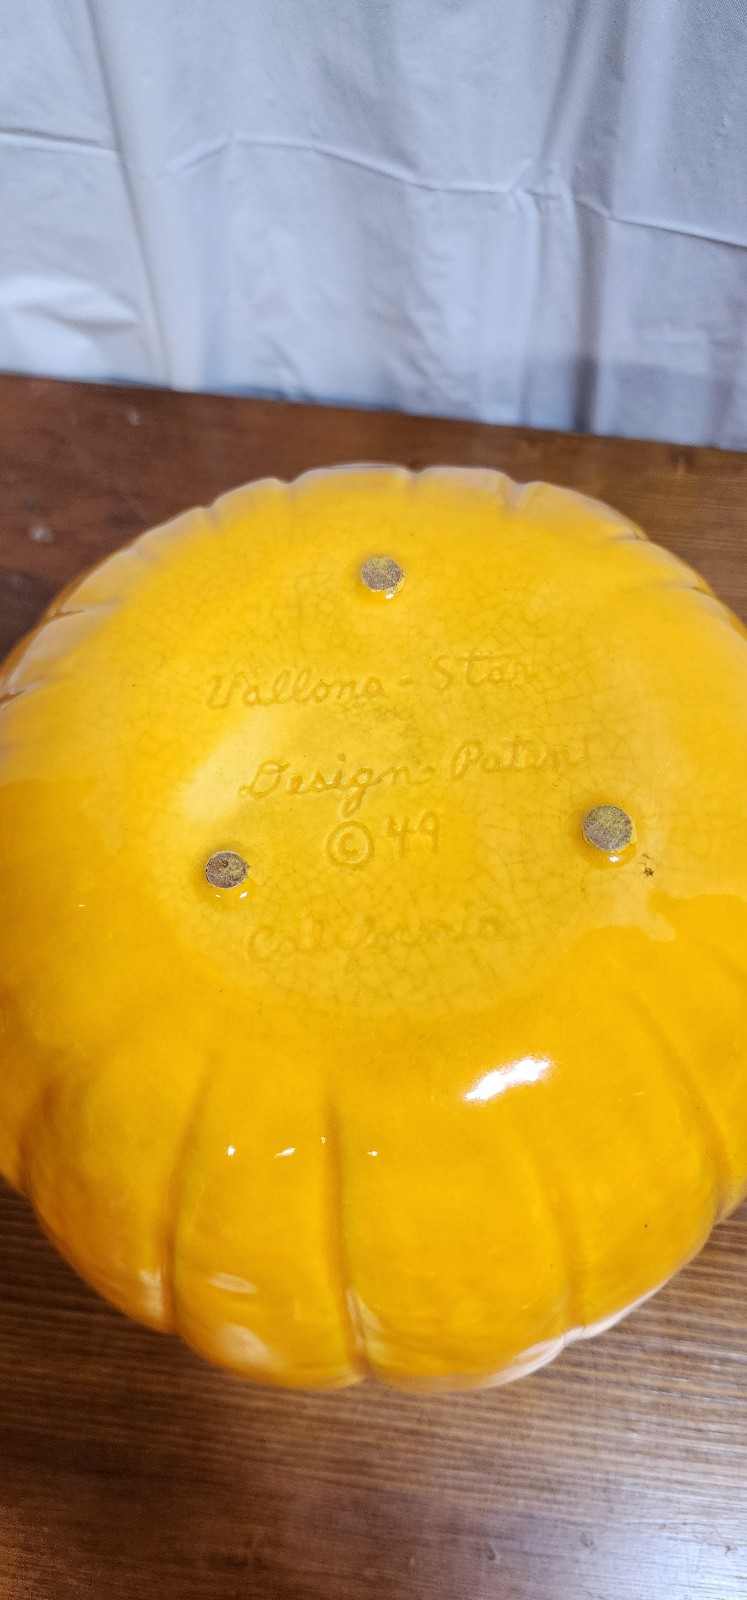 Vallona - Star
Design - Patent
© 49
California